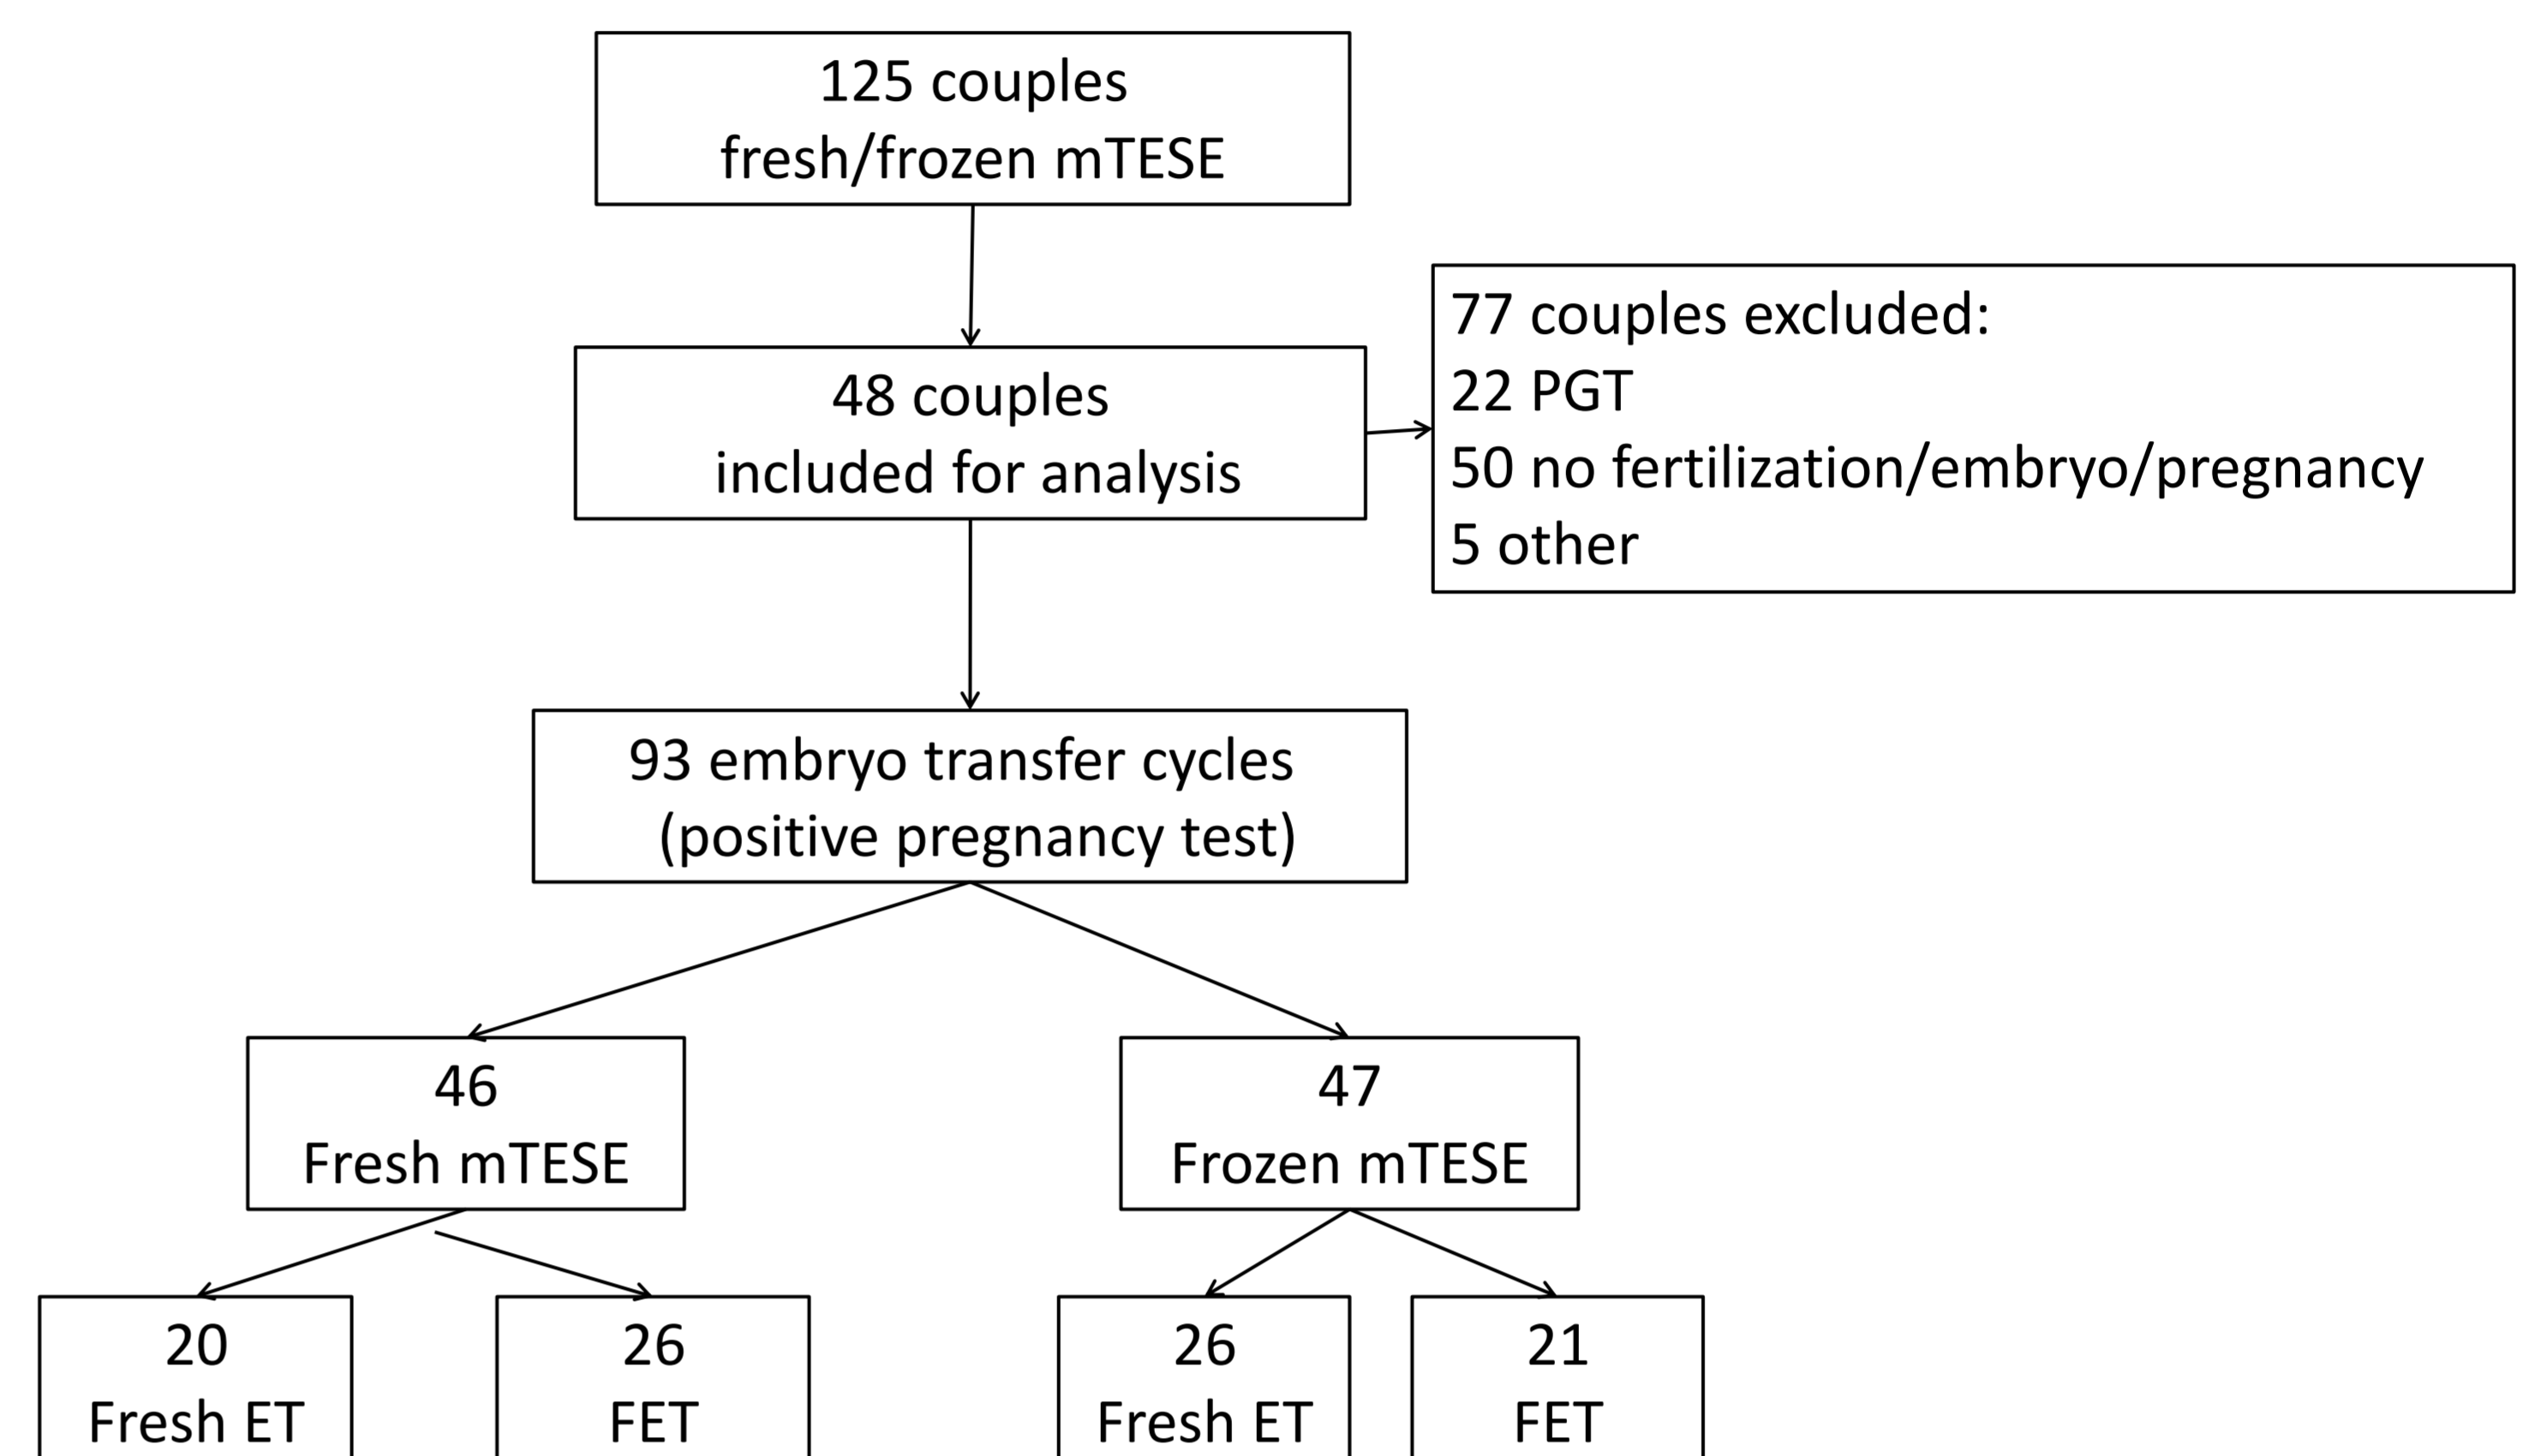 125 couples
fresh/frozen mTESE
48 couples
included for analysis
77 couples excluded:
22 PGT
50 no fertilization/embryo/pregnancy
5 other
93 embryo transfer cycles
(positive pregnancy test)
46
Fresh mTESE
47
Frozen mTESE
20
Fresh ET
26
FET
26
Fresh ET
21
FET